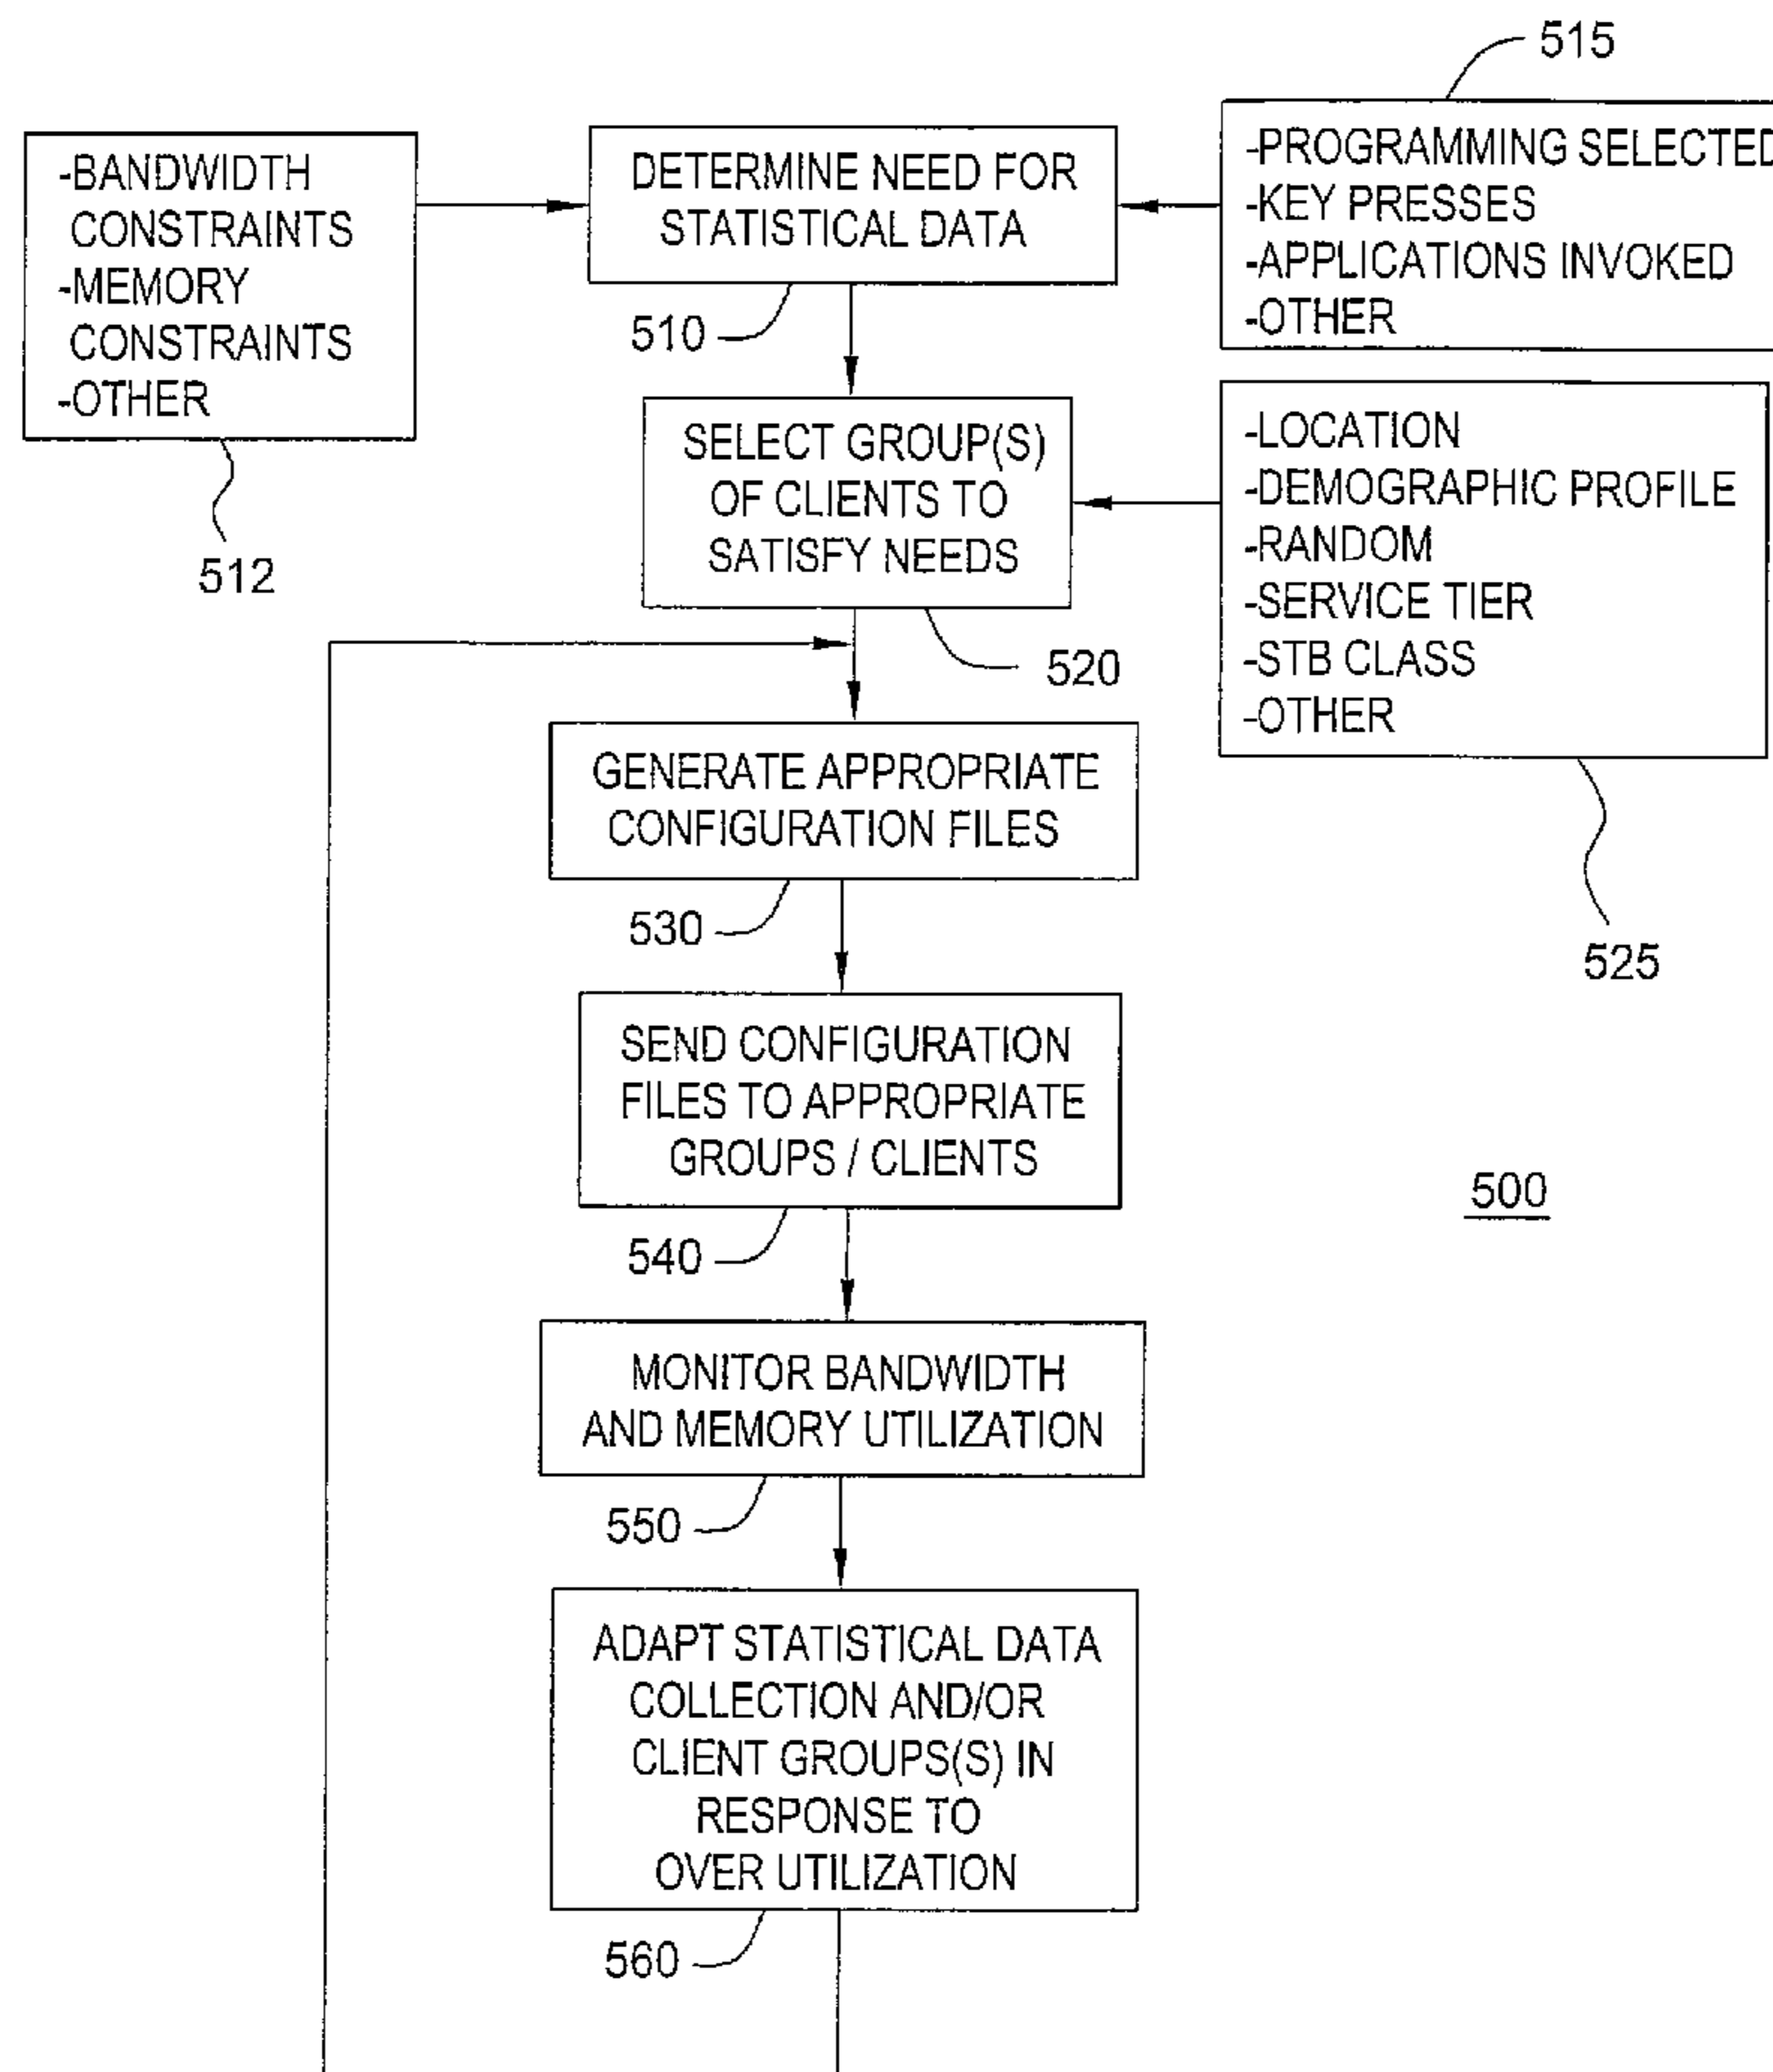 515
-BANDWIDTH
CONSTRAINTS
-MEMORY
CONSTRAINTS
-OTHER
512
DETERMINE NEED FOR
STATISTICAL DATA
510
-PROGRAMMING SELECTED
-KEY PRESSES
-APPLICATIONS INVOKED
-OTHER
SELECT GROUP(S)
OF CLIENTS TO
SATISFY NEEDS
520
-LOCATION
-DEMOGRAPHIC PROFILE
-RANDOM
-SERVICE TIER
-STB CLASS
-OTHER
525
GENERATE APPROPRIATE
CONFIGURATION FILES
530
SEND CONFIGURATION
FILES TO APPROPRIATE
GROUPS / CLIENTS
540
500
MONITOR BANDWIDTH
AND MEMORY UTILIZATION
550
ADAPT STATISTICAL DATA
COLLECTION AND/OR
CLIENT GROUPS(S) IN
RESPONSE TO
OVER UTILIZATION
560